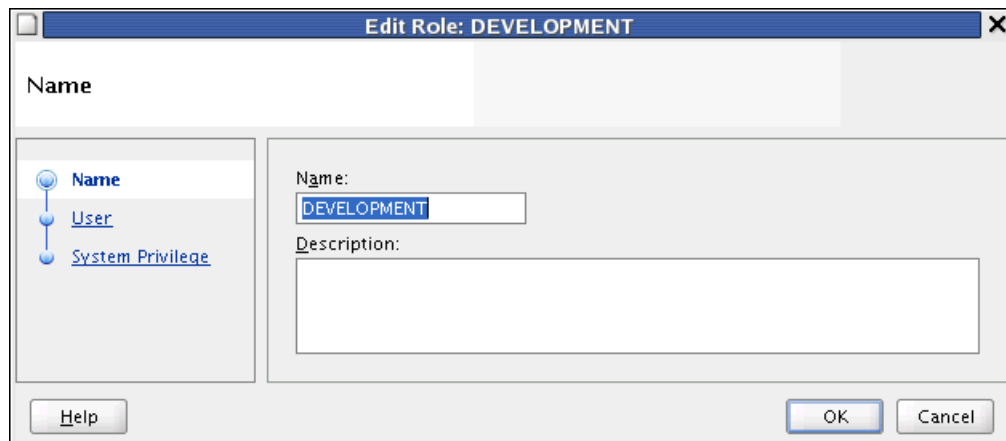 Edit Role: DEVELOPMENT
Name
Name
User
System Privilege
Name:
DEVELOPMENT
Description:
Help
OK
Cancel